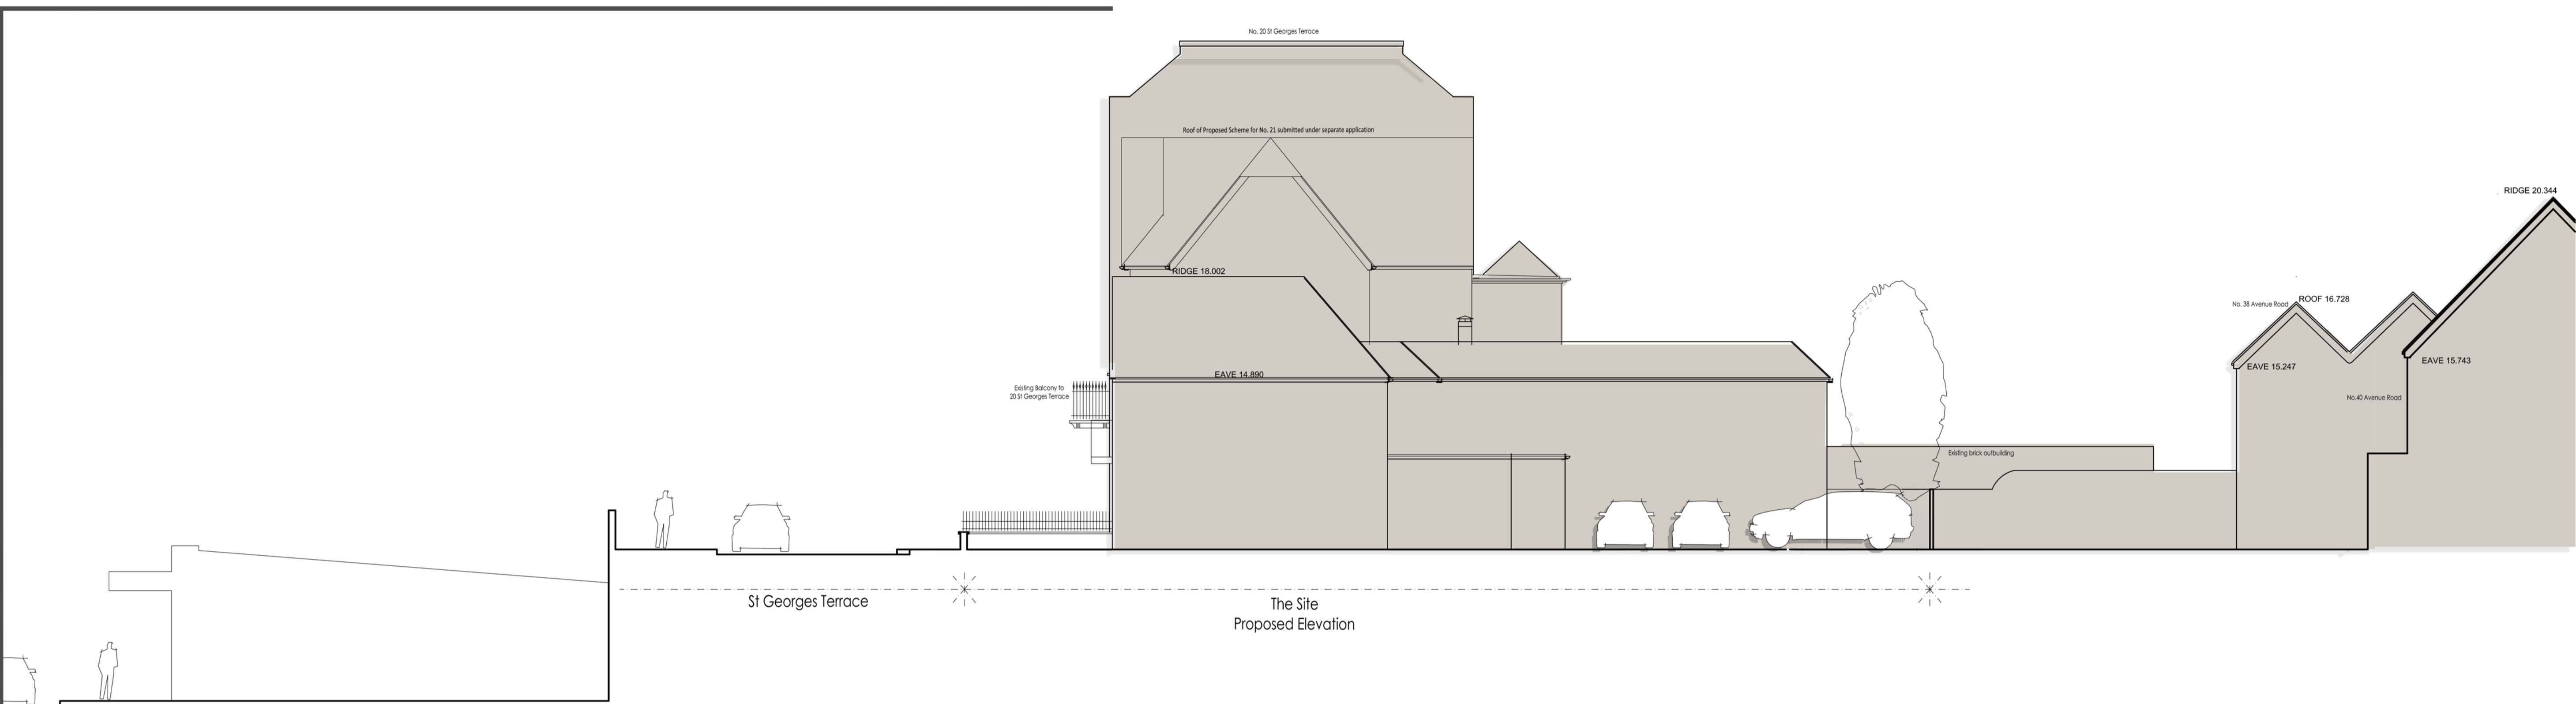 No. 20 St Georges Terrace
Roof of Proposed Scheme for No. 21 submitted under separate application
RIDGE 20.344
RIDGE 18.002
No. 38 Avenue Road
ROOF 16.728
EAVE 15.743
EAVE 15.247
EAVE 14.890
Existing Balcony to
20 St Georges Terrace
No.40 Avenue Road
Existing brick outbuilding
St Georges Terrace
The Site
Proposed Elevation